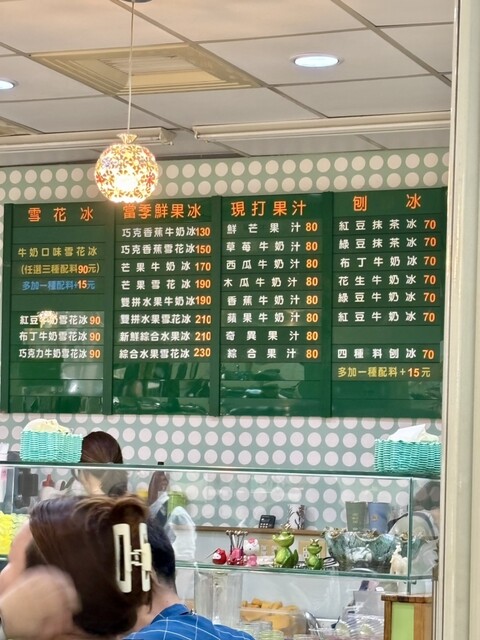 雪花冰
牛奶口味雪花冰
(任選三種配料90元)
多加一種配料+15元
紅豆牛奶雪花冰 90
布丁牛奶雪花冰 90
巧克力牛奶雪花冰 90
當季鮮果冰
巧克香蕉牛奶冰 130
巧克香蕉雪花冰 150
芒果牛奶冰 170
芒果雪花冰 190
雙拼水果牛奶冰 190
雙拼水果雪花冰 210
新鮮綜合水果冰 210
綜合水果雪花冰 230
現打果汁
鮮芒果汁 80
草莓牛奶汁 80
西瓜牛奶汁 80
木瓜牛奶汁 80
香蕉牛奶汁 80
蘋果牛奶汁 80
奇異果汁 80
綜合果汁 80
刨冰
紅豆抹茶冰 70
綠豆抹茶冰 70
布丁牛奶冰 70
花生牛奶冰 70
綠豆牛奶冰 70
紅豆牛奶冰 70
四種料刨冰 70
多加一種配料+15元